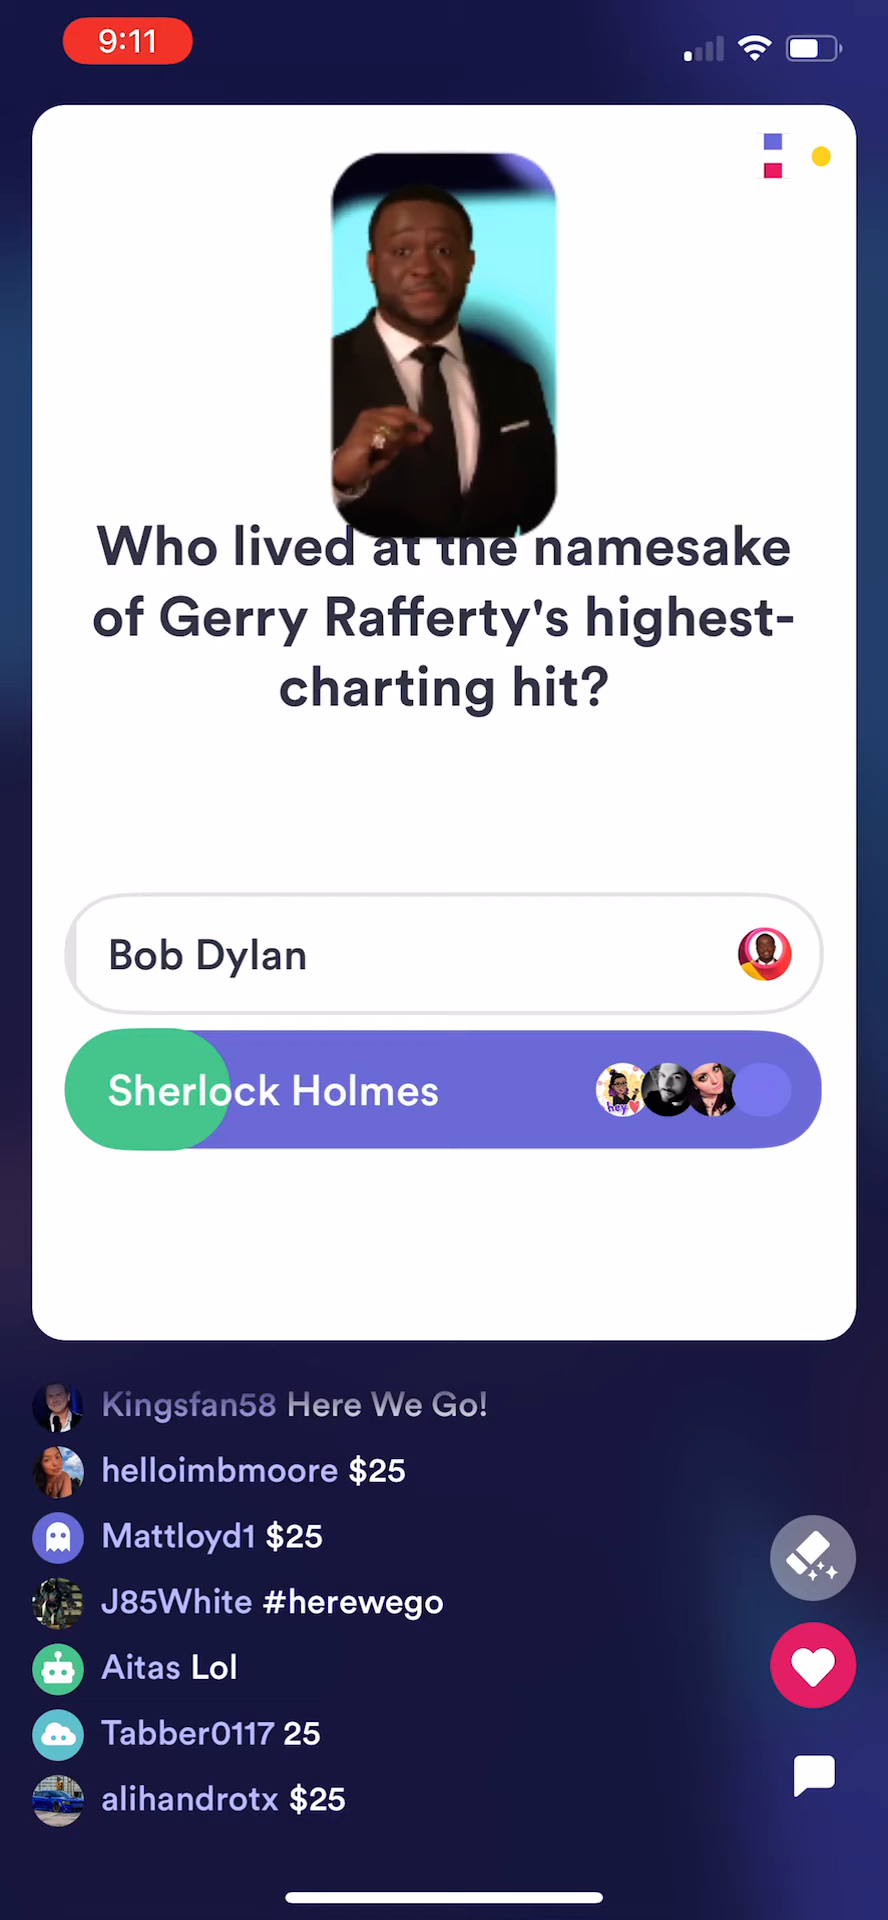 9:11
Who lived at the namesake
of Gerry Rafferty's highest-
charting hit?
Bob Dylan
Sherlock Holmes
hey
Kingsfan58 Here We Go!
helloimbmoore $25
Mattloyd1 $25
J85White #herewego
Aitas Lol
Tabber0117 25
alihandrotx $25